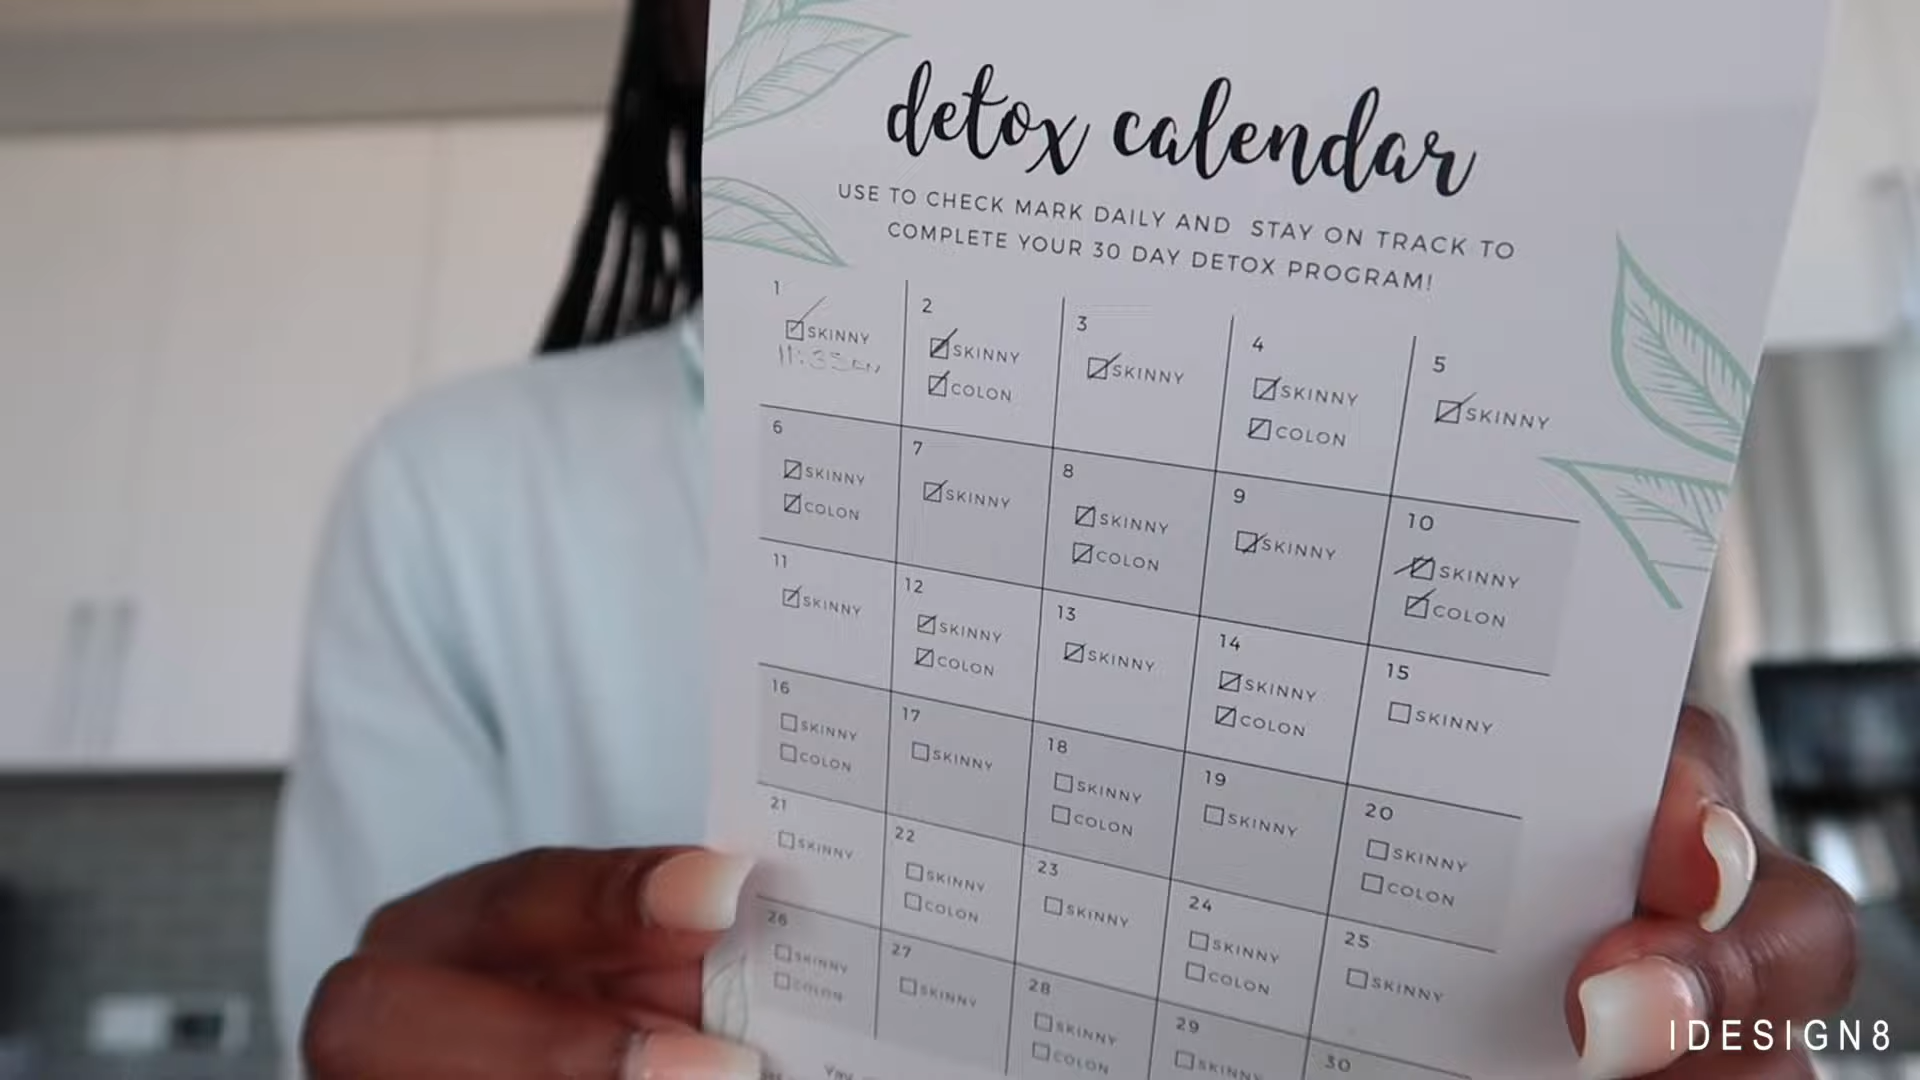 detox calendar
USE TO CHECK MARK DAILY AND STAY ON TRACK TO
COMPLETE YOUR 30 DAY DETOX PROGRAM!
1
SKINNY
11:35am
2
SKINNY
COLON
3
SKINNY
4
SKINNY
COLON
5
SKINNY
6
SKINNY
COLON
7
SKINNY
8
SKINNY
COLON
9
SKINNY
10
SKINNY
COLON
11
SKINNY
12
SKINNY
COLON
13
SKINNY
14
SKINNY
COLON
15
SKINNY
16
SKINNY
COLON
17
SKINNY
18
SKINNY
COLON
19
SKINNY
20
SKINNY
COLON
21
SKINNY
22
SKINNY
COLON
23
SKINNY
24
SKINNY
COLON
25
SKINNY
26
SKINNY
COLON
27
SKINNY
28
SKINNY
COLON
29
SKINNY
30
IDESIGN8